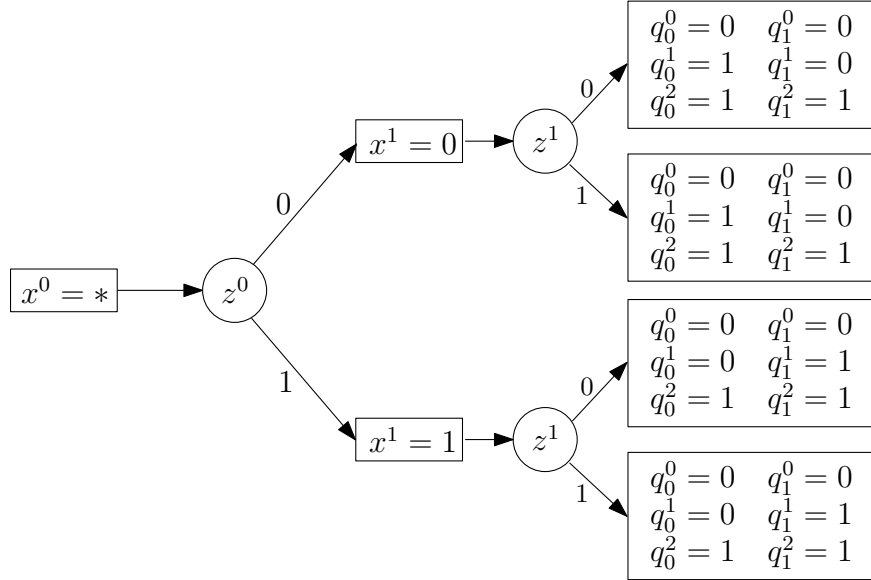 x^0 = *
z^0
0
1
x^1 = 0
z^1
0
1
q_0^0 = 0 q_1^0 = 0
q_0^1 = 1 q_1^1 = 0
q_0^2 = 1 q_1^2 = 1
q_0^0 = 0 q_1^0 = 0
q_0^1 = 1 q_1^1 = 0
q_0^2 = 1 q_1^2 = 1
x^1 = 1
z^1
0
1
q_0^0 = 0 q_1^0 = 0
q_0^1 = 0 q_1^1 = 1
q_0^2 = 1 q_1^2 = 1
q_0^0 = 0 q_1^0 = 0
q_0^1 = 0 q_1^1 = 1
q_0^2 = 1 q_1^2 = 1